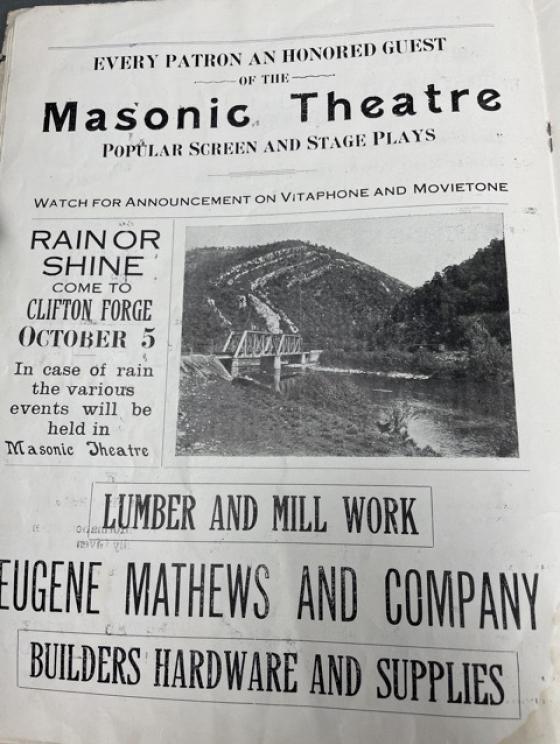 EVERY PATRON AN HONORED GUEST
OF THE
Masonic Theatre
POPULAR SCREEN AND STAGE PLAYS
WATCH FOR ANNOUNCEMENT ON VITAPHONE AND MOVIETONE
RAIN OR
SHINE
COME TO
CLIFTON FORGE
OCTOBER 5
In case of rain
the various
events will be
held in
Masonic Theatre
LUMBER AND MILL WORK
EUGENE MATHEWS AND COMPANY
BUILDERS HARDWARE AND SUPPLIES